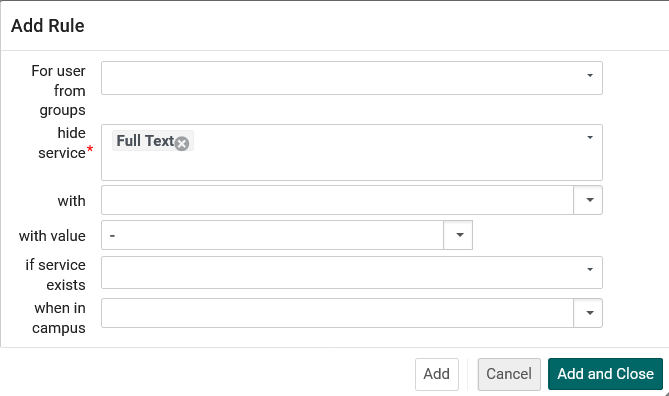 Add Rule
For user
from
groups
hide
service*
Full Text
with
with value
-
if service
exists
when in
campus
Add
Cancel
Add and Close